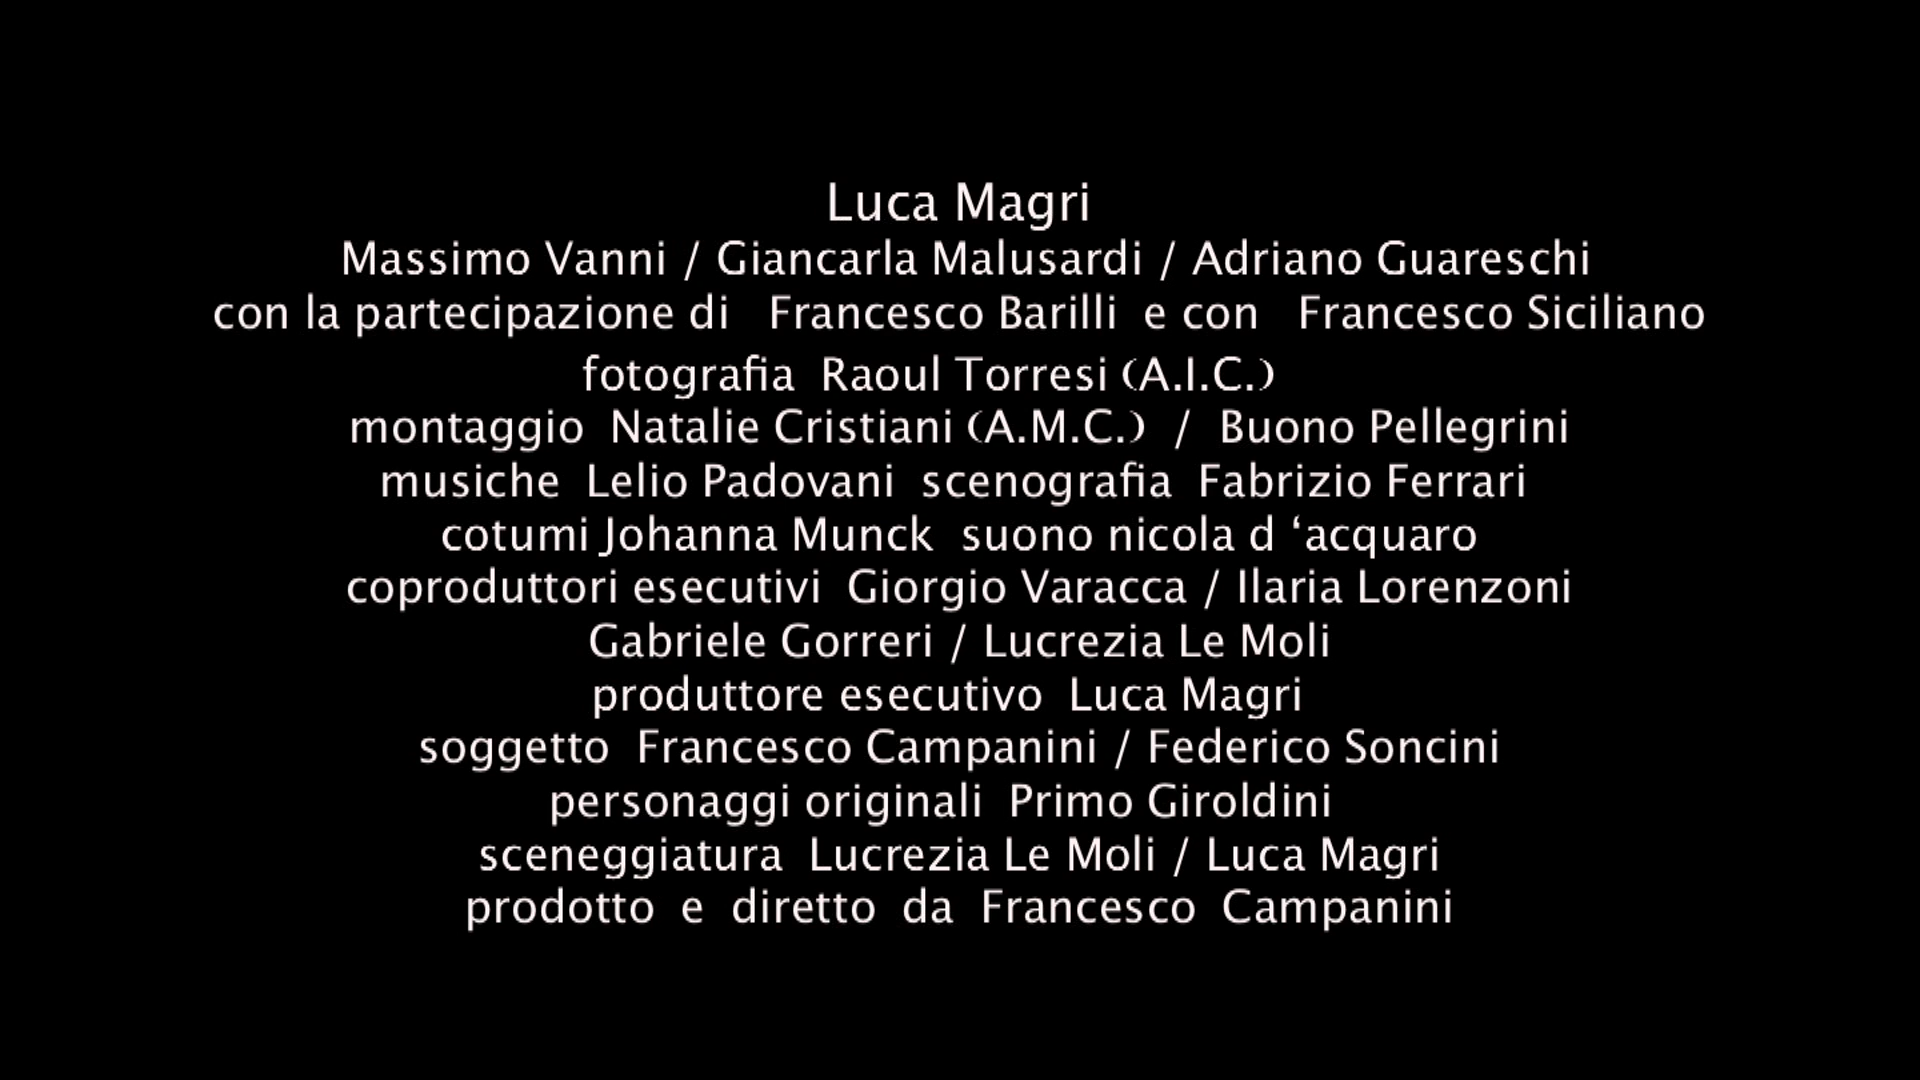 Luca Magri
Massimo Vanni / Giancarla Malusardi / Adriano Guareschi
con la partecipazione di Francesco Barilli e con Francesco Siciliano
fotografia Raoul Torresi (A.I.C.)
montaggio Natalie Cristiani (A.M.C.) / Buono Pellegrini
musiche Lelio Padovani scenografia Fabrizio Ferrari
cotumi Johanna Munck suono nicola d ‘acquaro
coproduttori esecutivi Giorgio Varacca / Ilaria Lorenzoni
Gabriele Gorreri / Lucrezia Le Moli
produttore esecutivo Luca Magri
soggetto Francesco Campanini / Federico Soncini
personaggi originali Primo Giroldini
sceneggiatura Lucrezia Le Moli / Luca Magri
prodotto e diretto da Francesco Campanini